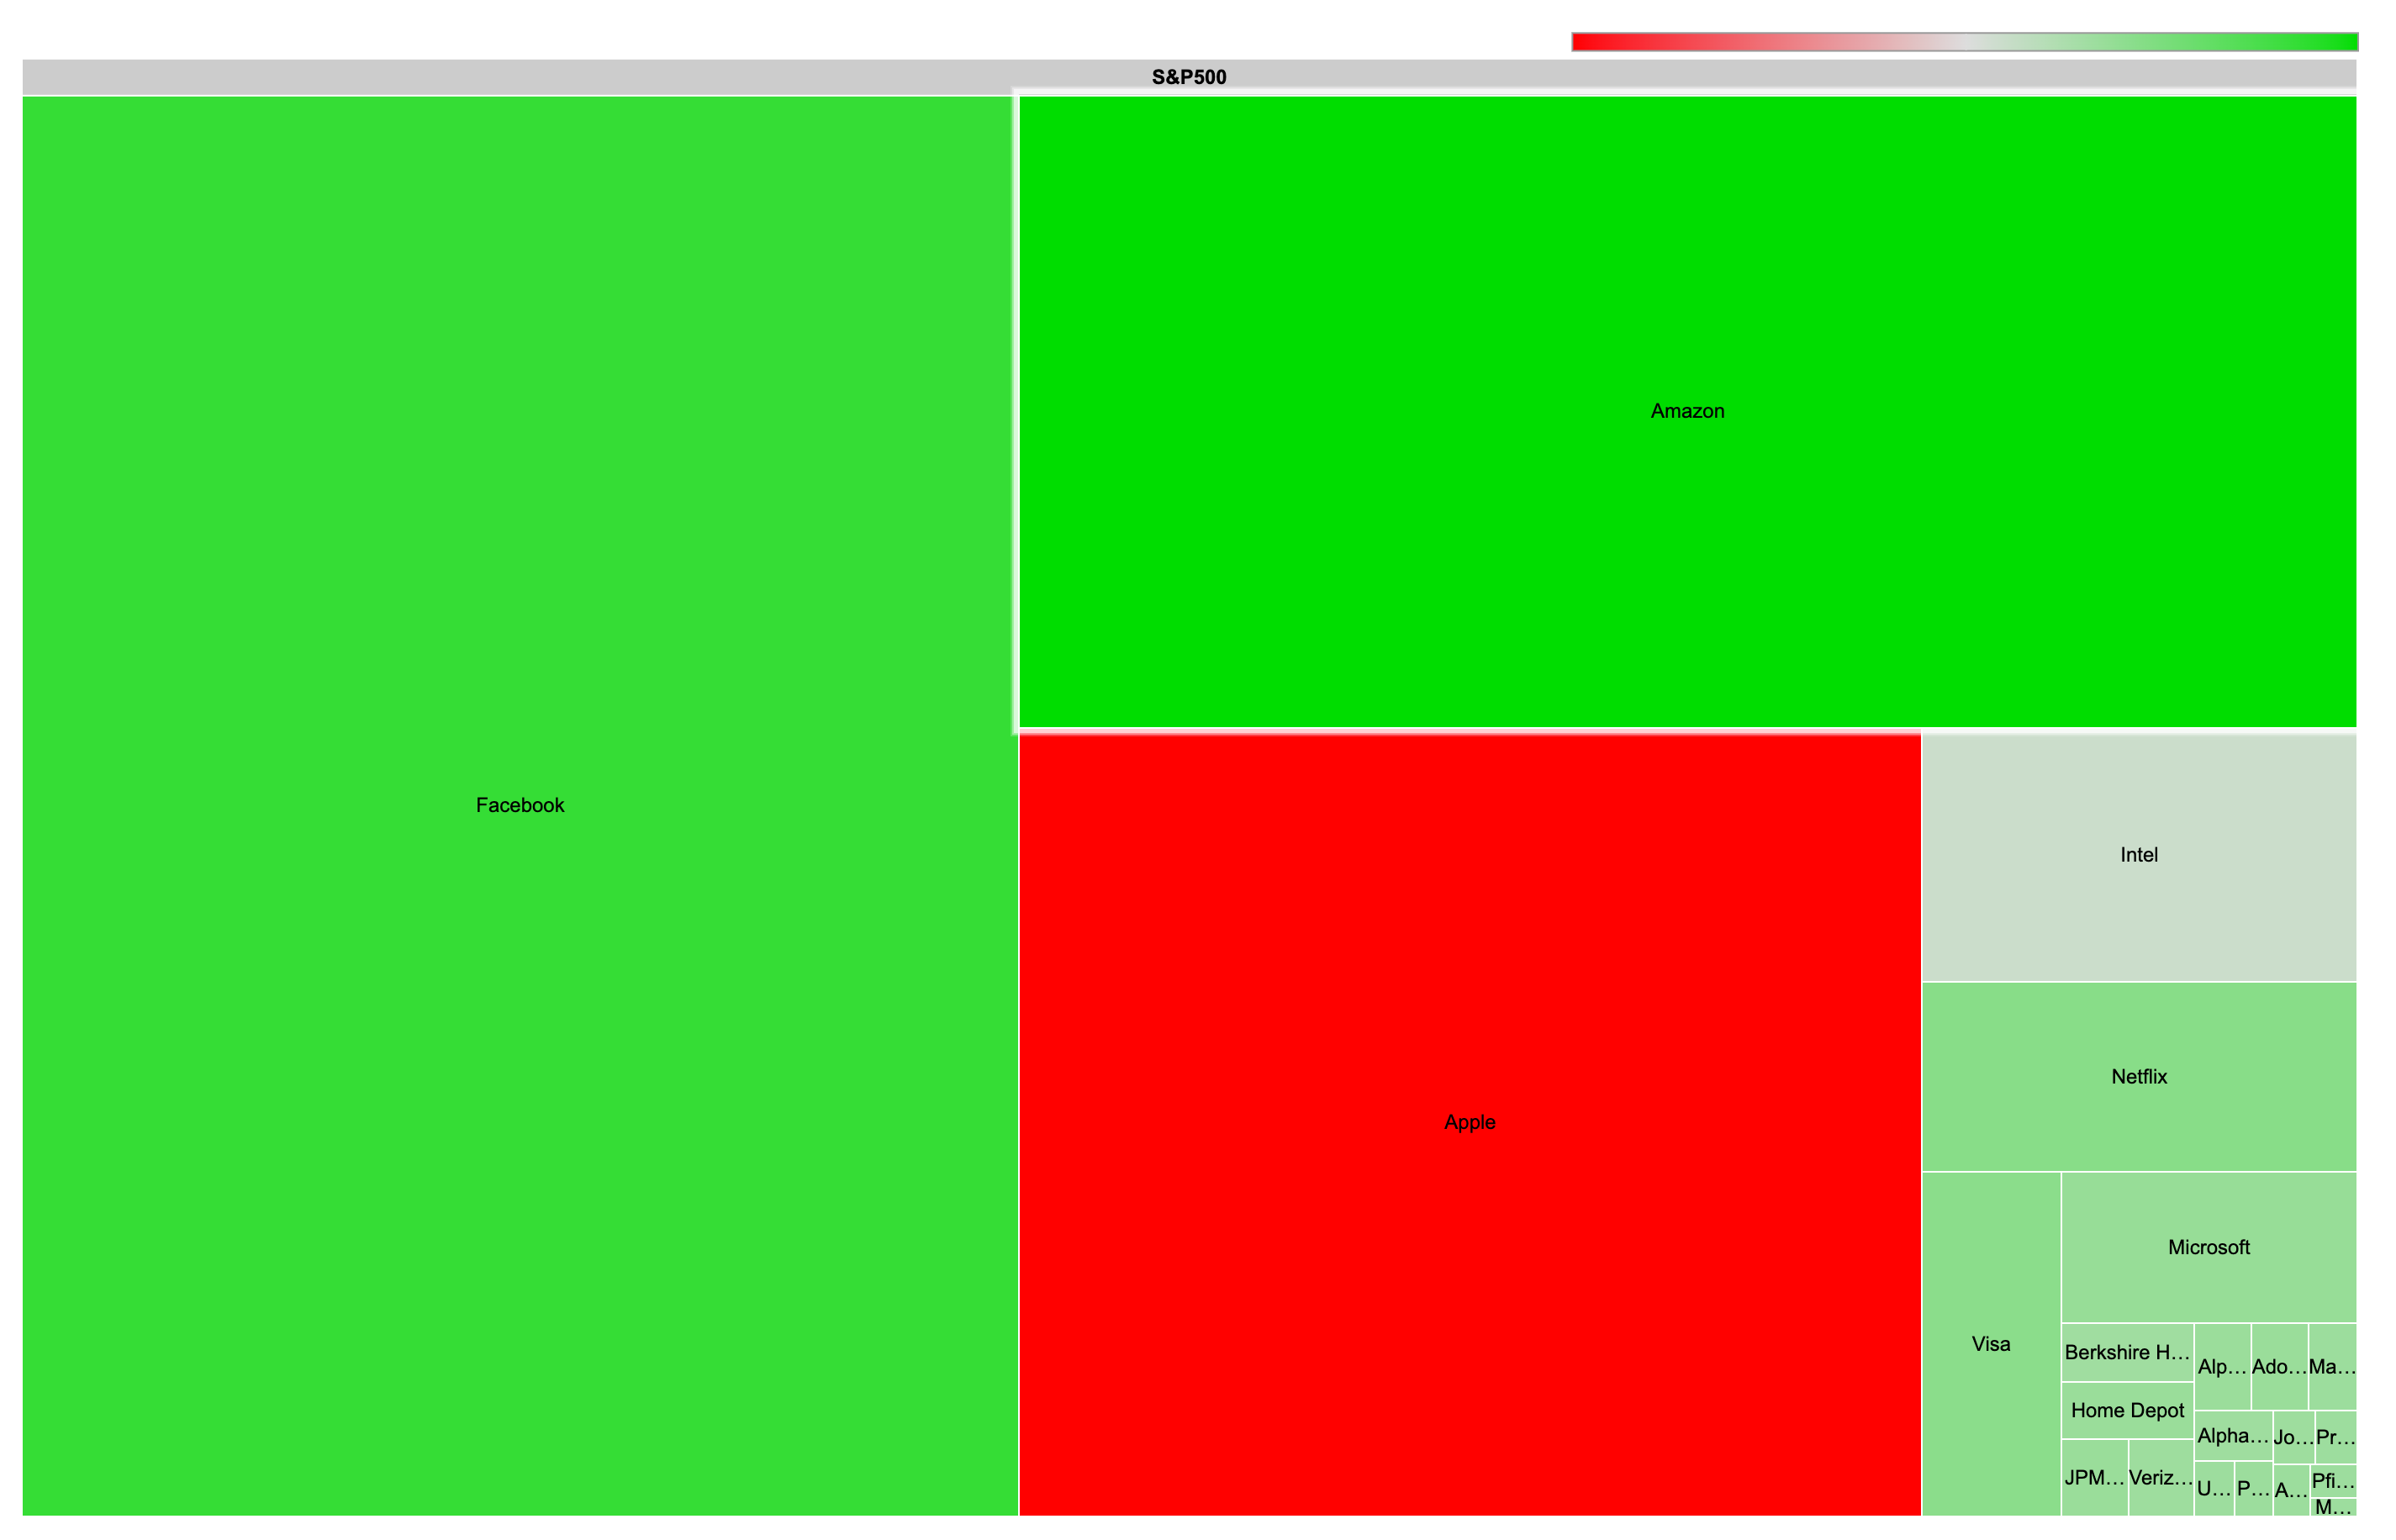 S&P500
Facebook
Amazon
Apple
Intel
Netflix
Visa
Microsoft
Berkshire H…
Home Depot
JPM…
Veriz…
Alp…
Ado…
Ma…
Alpha…
Jo…
Pr…
U…
P…
A…
Pfi…
M…